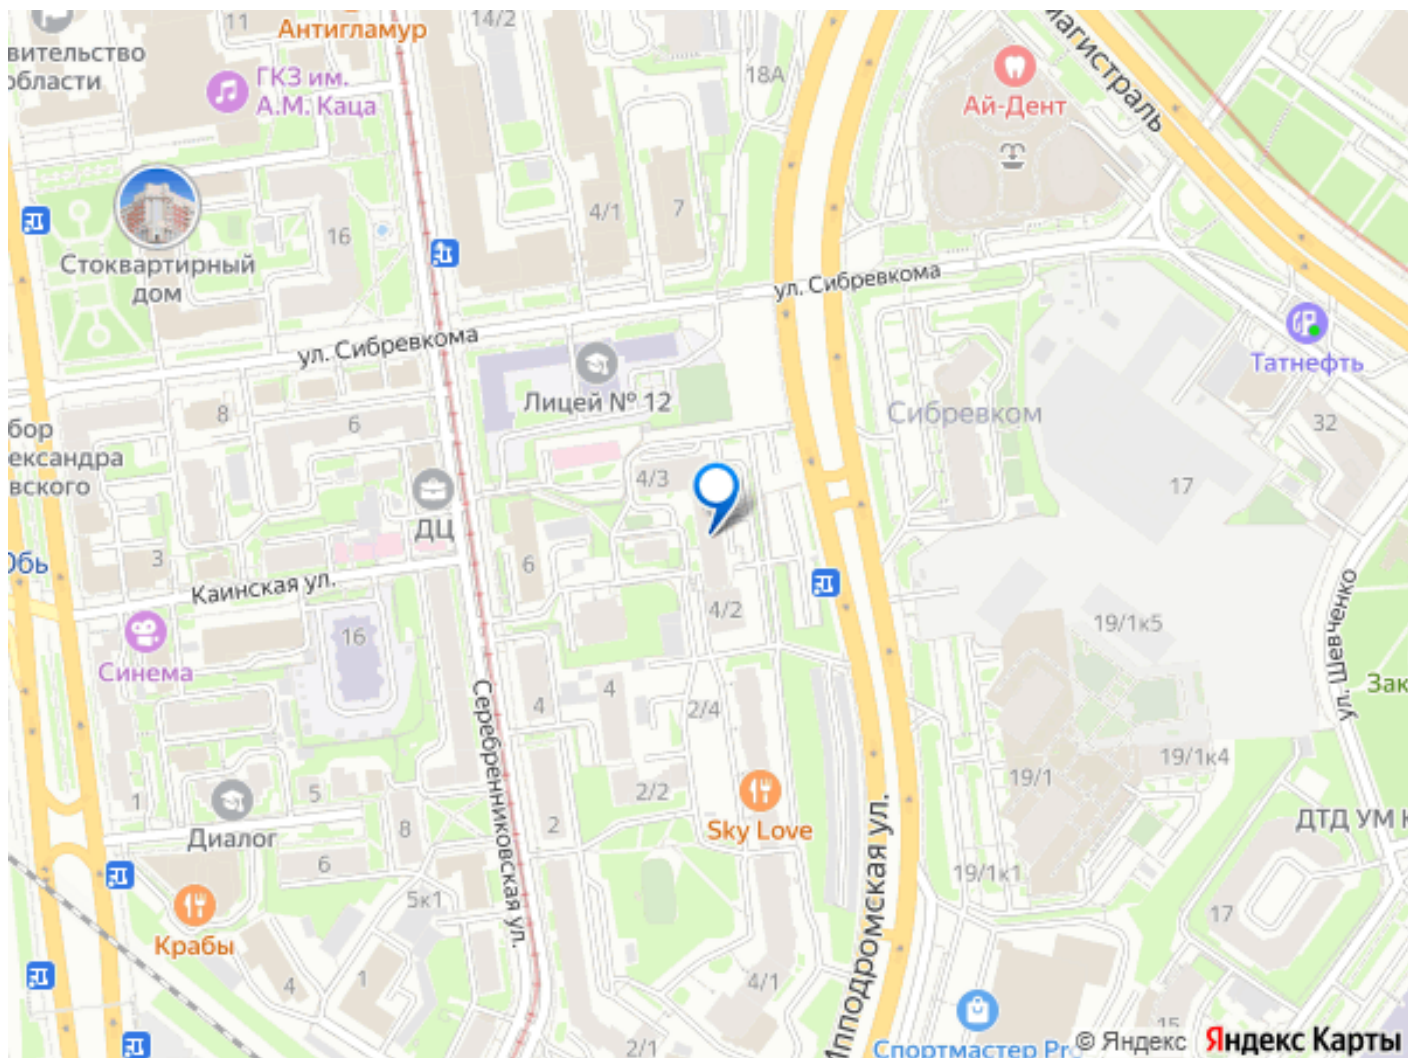 Антигламур
14/2
11
вительство
области
ГКЗ им.
А.М. Каца
18А
Ай-Дент
магистраль
4/1
7
16
Стоквартирный
дом
ул. Сибревкома
ул. Сибревкома
Татнефть
Лицей № 12
8
6
бор
ександра
вского
Сибревком
32
4/3
17
ДЦ
Обь
3
Каинская ул.
6
4/2
19/1к5
ул. Шевченко
16
Синема
Зак
4
4
2/4
Серебренниковская ул.
19/1к4
19/1
1
5
2/2
Диалог
8
2
Sky Love
Ипподромская ул.
ДТД УМ К
6
19/1к1
5к1
17
Крабы
4
1
4/1
15
2/1
Спортмастер Pro
© Яндекс Яндекс Карты